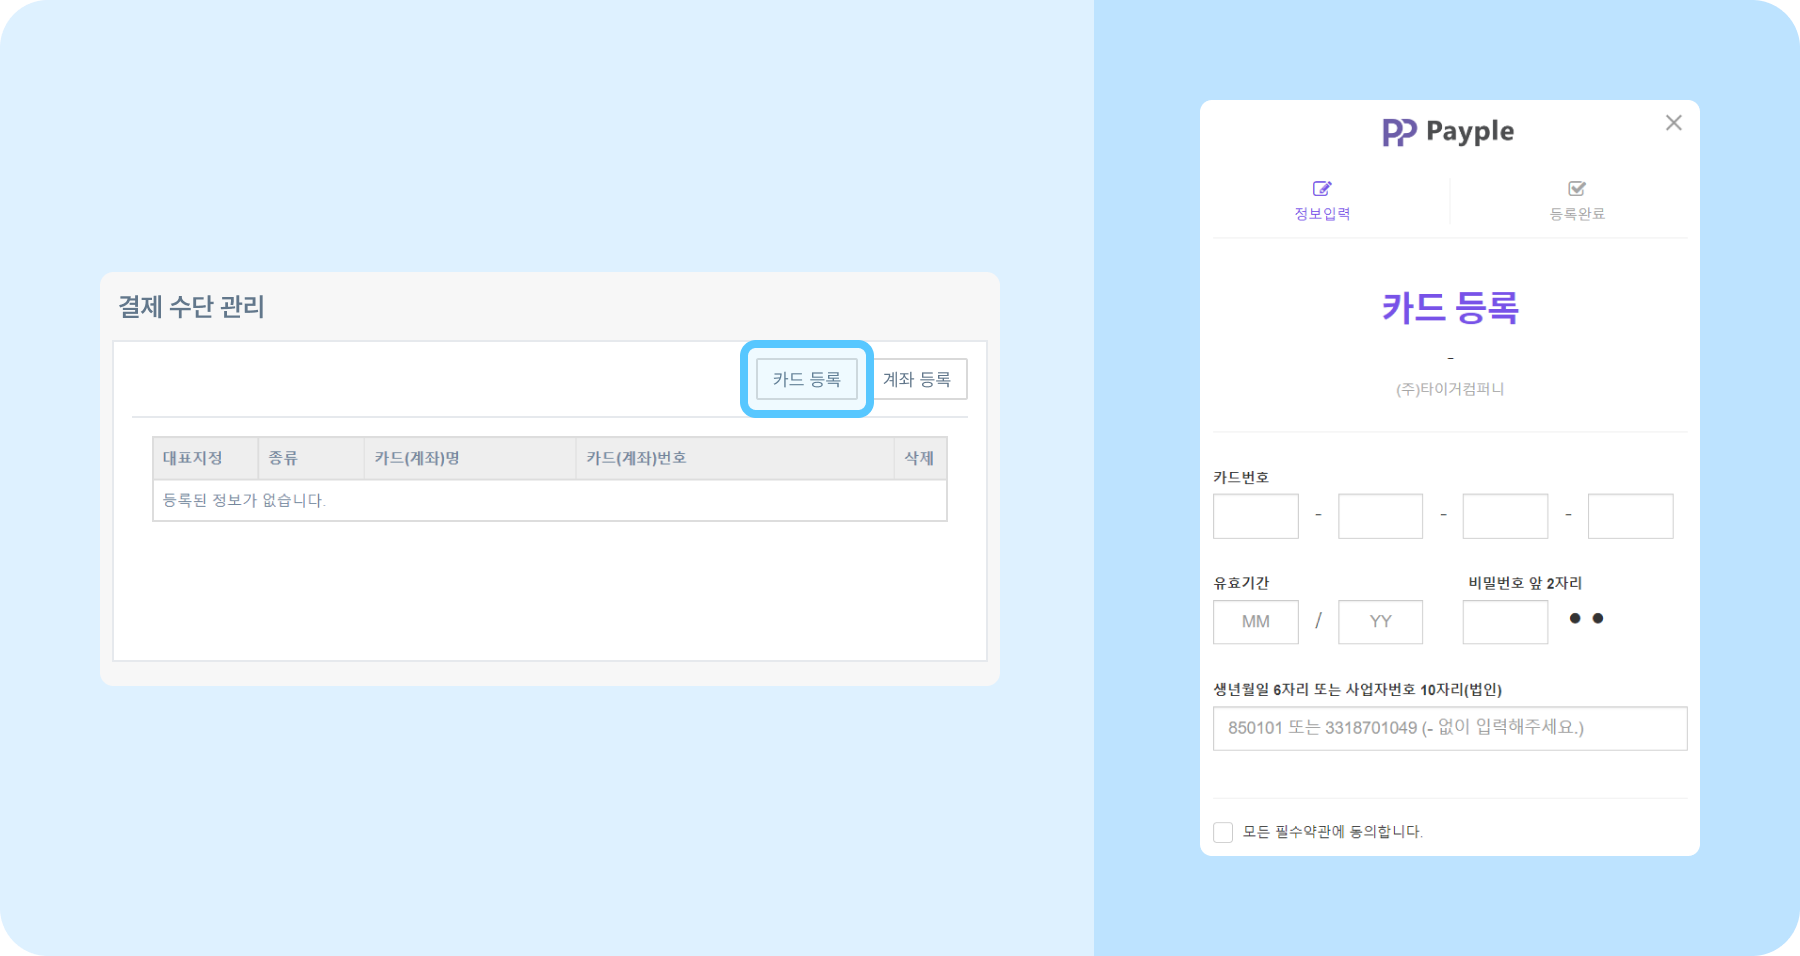 결제 수단 관리
카드 등록 계좌 등록
대표지정 종류 카드(계좌)명 카드(계좌)번호 삭제
등록된 정보가 없습니다.
PP Payple
정보입력 등록완료
카드 등록
-
(주)타이거컴퍼니
카드번호
- - -
유효기간 비밀번호 앞 2자리
MM / YY ● ●
생년월일 6자리 또는 사업자번호 10자리(법인)
850101 또는 3318701049 (- 없이 입력해주세요.)
모든 필수약관에 동의합니다.